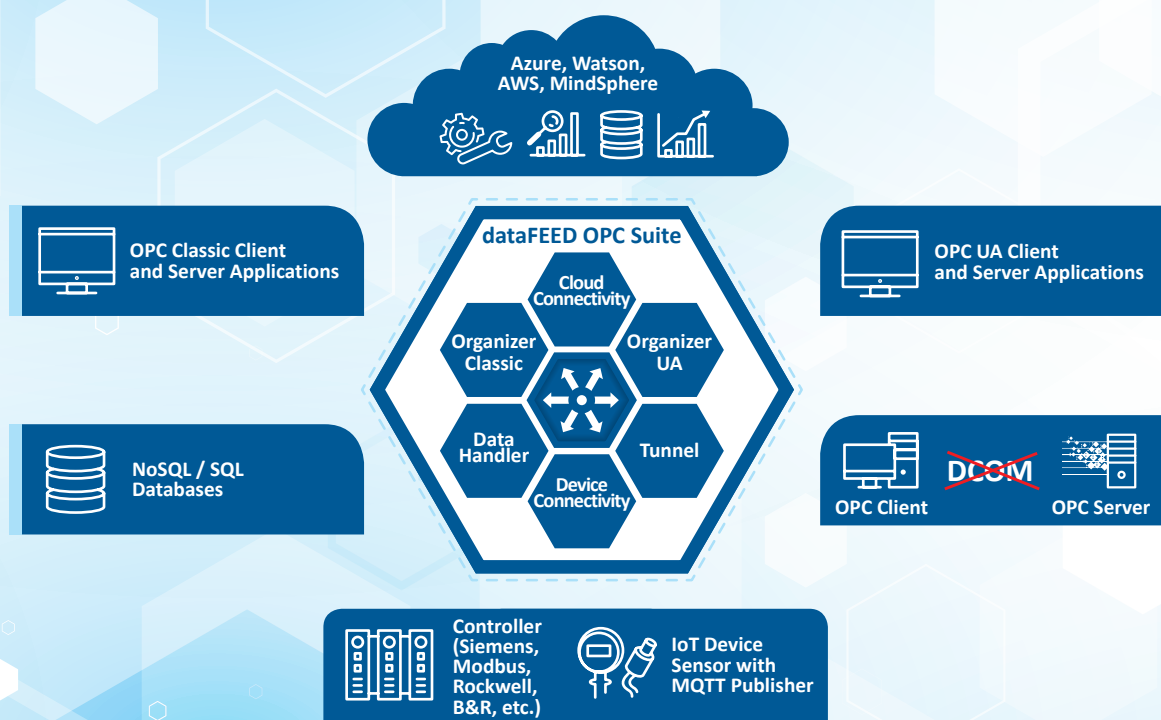 Azure, Watson,
AWS, MindSphere
OPC Classic Client
and Server Applications
dataFEED OPC Suite
OPC UA Client
and Server Applications
Cloud
Connectivity
Organizer
Classic
Organizer
UA
Data
Handler
Tunnel
Device
Connectivity
NoSQL / SQL
Databases
DCOM
OPC Client
OPC Server
Controller
(Siemens,
Modbus,
Rockwell,
B&R, etc.)
IoT Device
Sensor with
MQTT Publisher